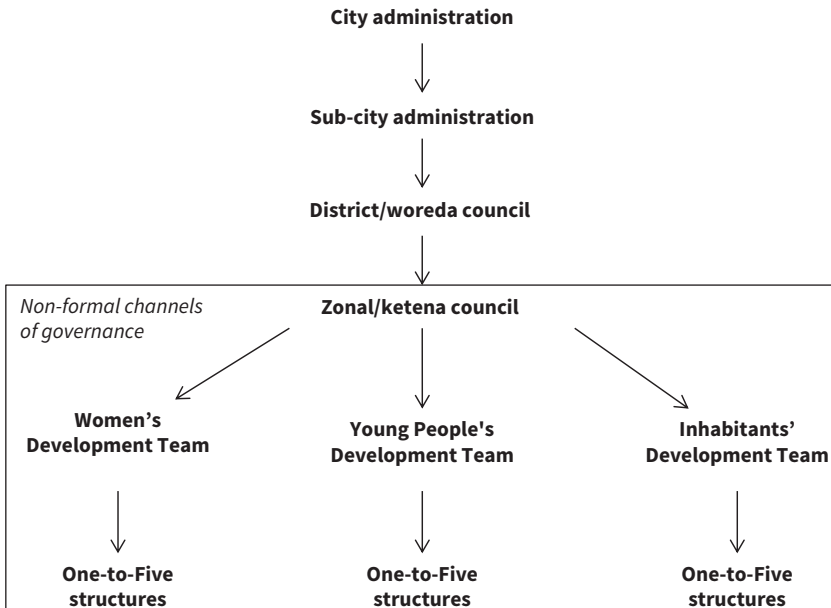 City administration
Sub-city administration
District/woreda council
Non-formal channels
of governance
Zonal/ketena council
Women’s
Development Team
Young People's
Development Team
Inhabitants’
Development Team
One-to-Five
structures
One-to-Five
structures
One-to-Five
structures